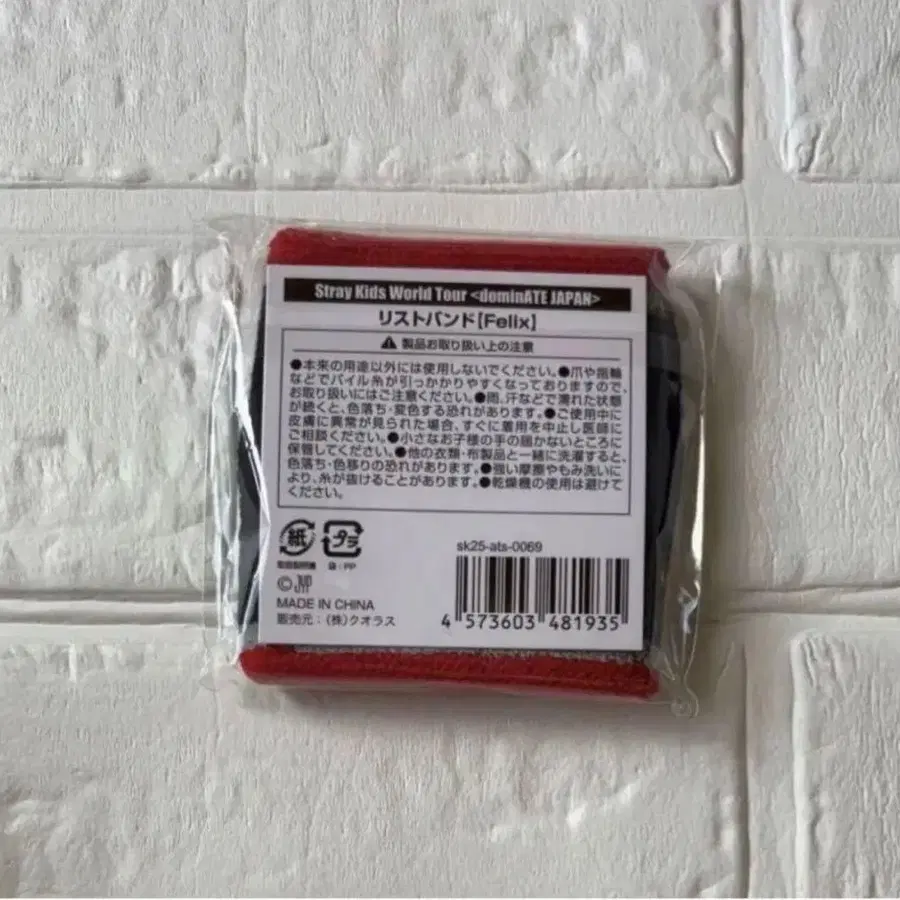 Stray Kids World Tour <dominATE JAPAN>
リストバンド【Felix】
⚠ 製品お取り扱い上の注意
●本来の用途以外には使用しないでください。●爪や指輪
などでパイル糸が引っかかりやすくなっておりますので、
お取り扱いにはご注意ください。●雨、汗などで濡れた状態
が続くと、色落ち・変色する恐れがあります。●ご使用中に
皮膚に異常が見られた場合、すぐに着用を中止し医師に
ご相談ください。●小さなお子様の手の届かないところに
保管してください。●他の衣類・布製品と一緒に洗濯すると、
色落ち・色移りの恐れがあります。●強い摩擦やもみ洗いに
より、糸が抜けることがあります。●乾燥機の使用は避けて
ください。
紙 プラ
取扱説明書 袋:PP
sk25-ats-0069
©JYP
MADE IN CHINA
販売元:(株)クオラス
4 573603 481935